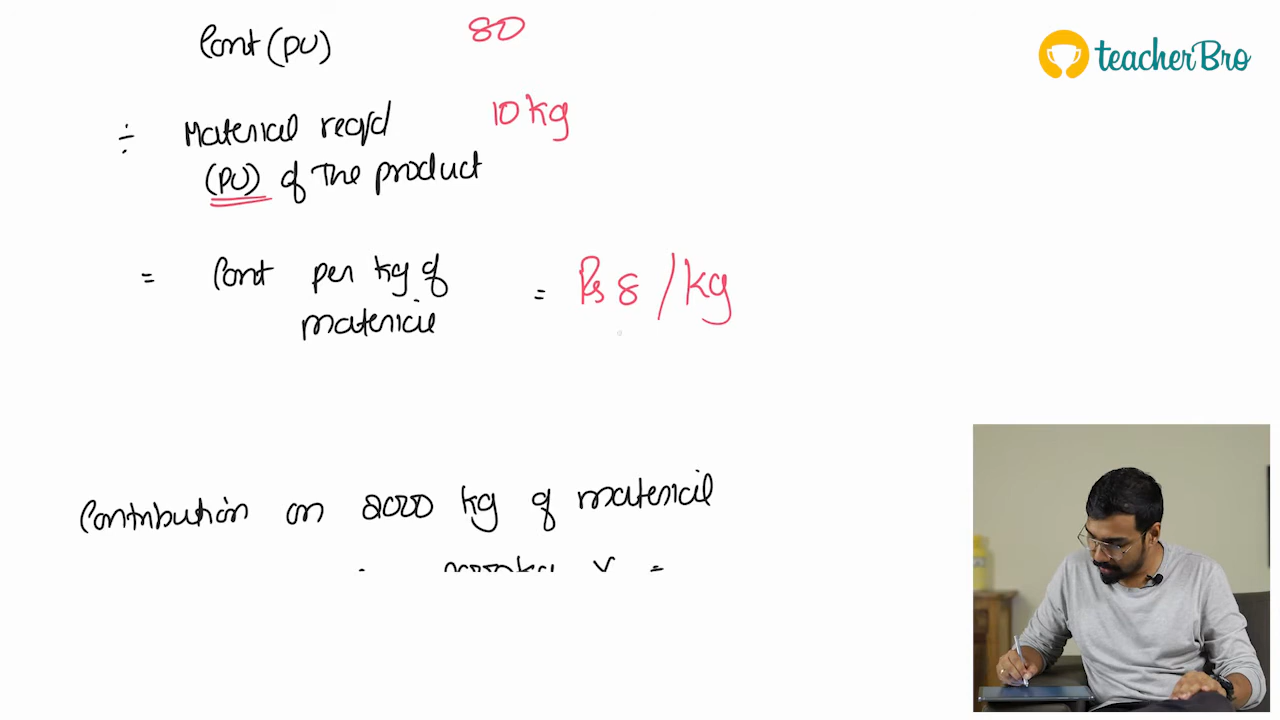 teacherBro
Cont (PU) 80
÷ Material reqd 10 kg
(PU) of the product
= Cont per kg of = Rs 8 / kg
material
Contribution on 2000 kg of material